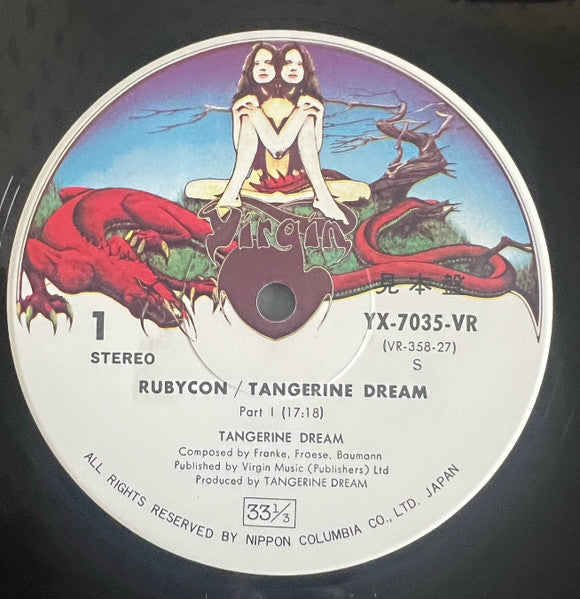 Virgin
見本盤
1
STEREO
YX-7035-VR
(VR-358-27)
S
RUBYCON / TANGERINE DREAM
Part I (17:18)
TANGERINE DREAM
Composed by Franke, Froese, Baumann
Published by Virgin Music (Publishers) Ltd
Produced by TANGERINE DREAM
33 1/3
ALL RIGHTS RESERVED BY NIPPON COLUMBIA CO., LTD. JAPAN